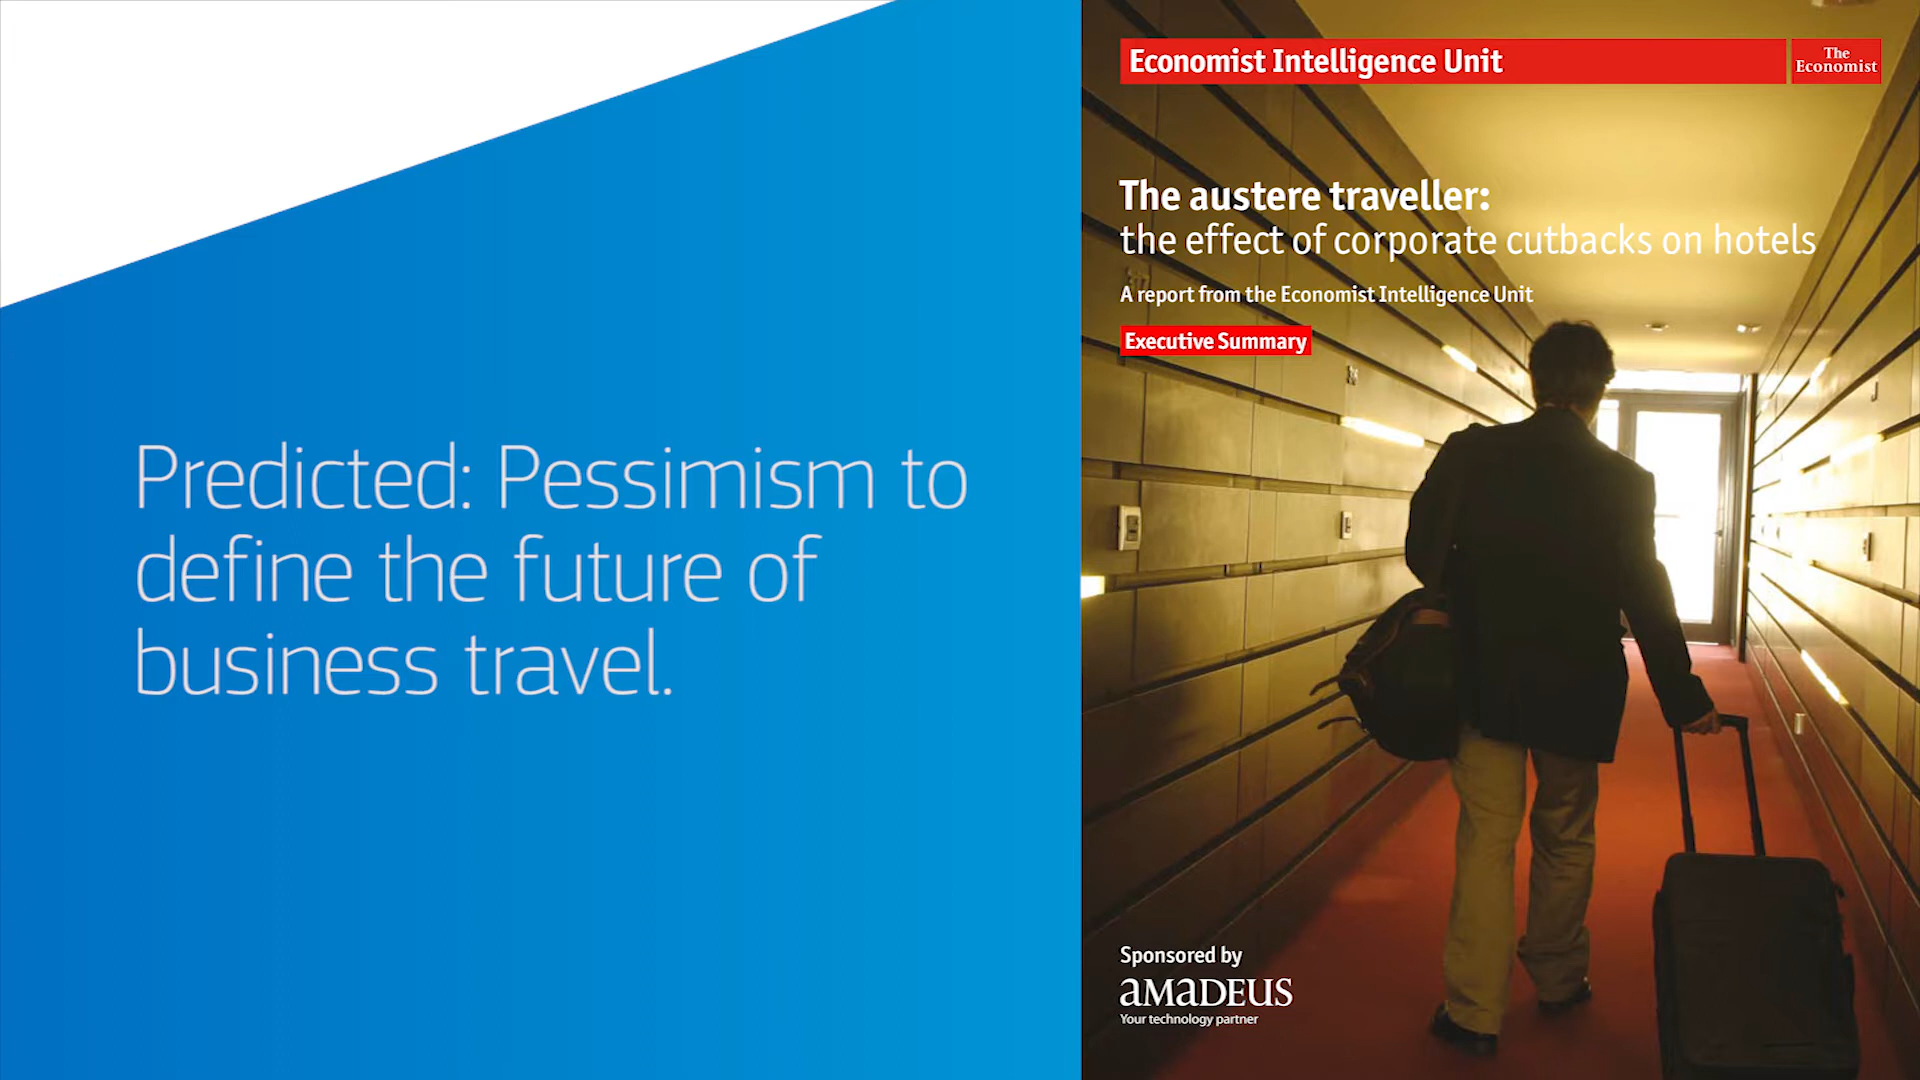 Predicted: Pessimism to
define the future of
business travel.
Economist Intelligence Unit
The
Economist
The austere traveller:
the effect of corporate cutbacks on hotels
A report from the Economist Intelligence Unit
Executive Summary
Sponsored by
aMaDEUS
Your technology partner